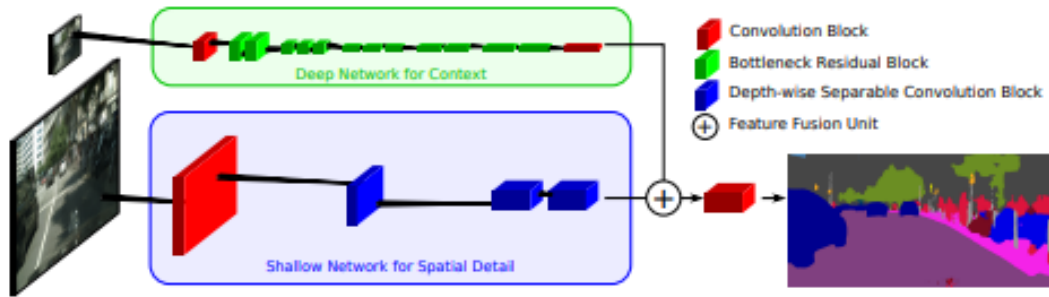 Deep Network for Context
Shallow Network for Spatial Detail
Convolution Block
Bottleneck Residual Block
Depth-wise Separable Convolution Block
Feature Fusion Unit